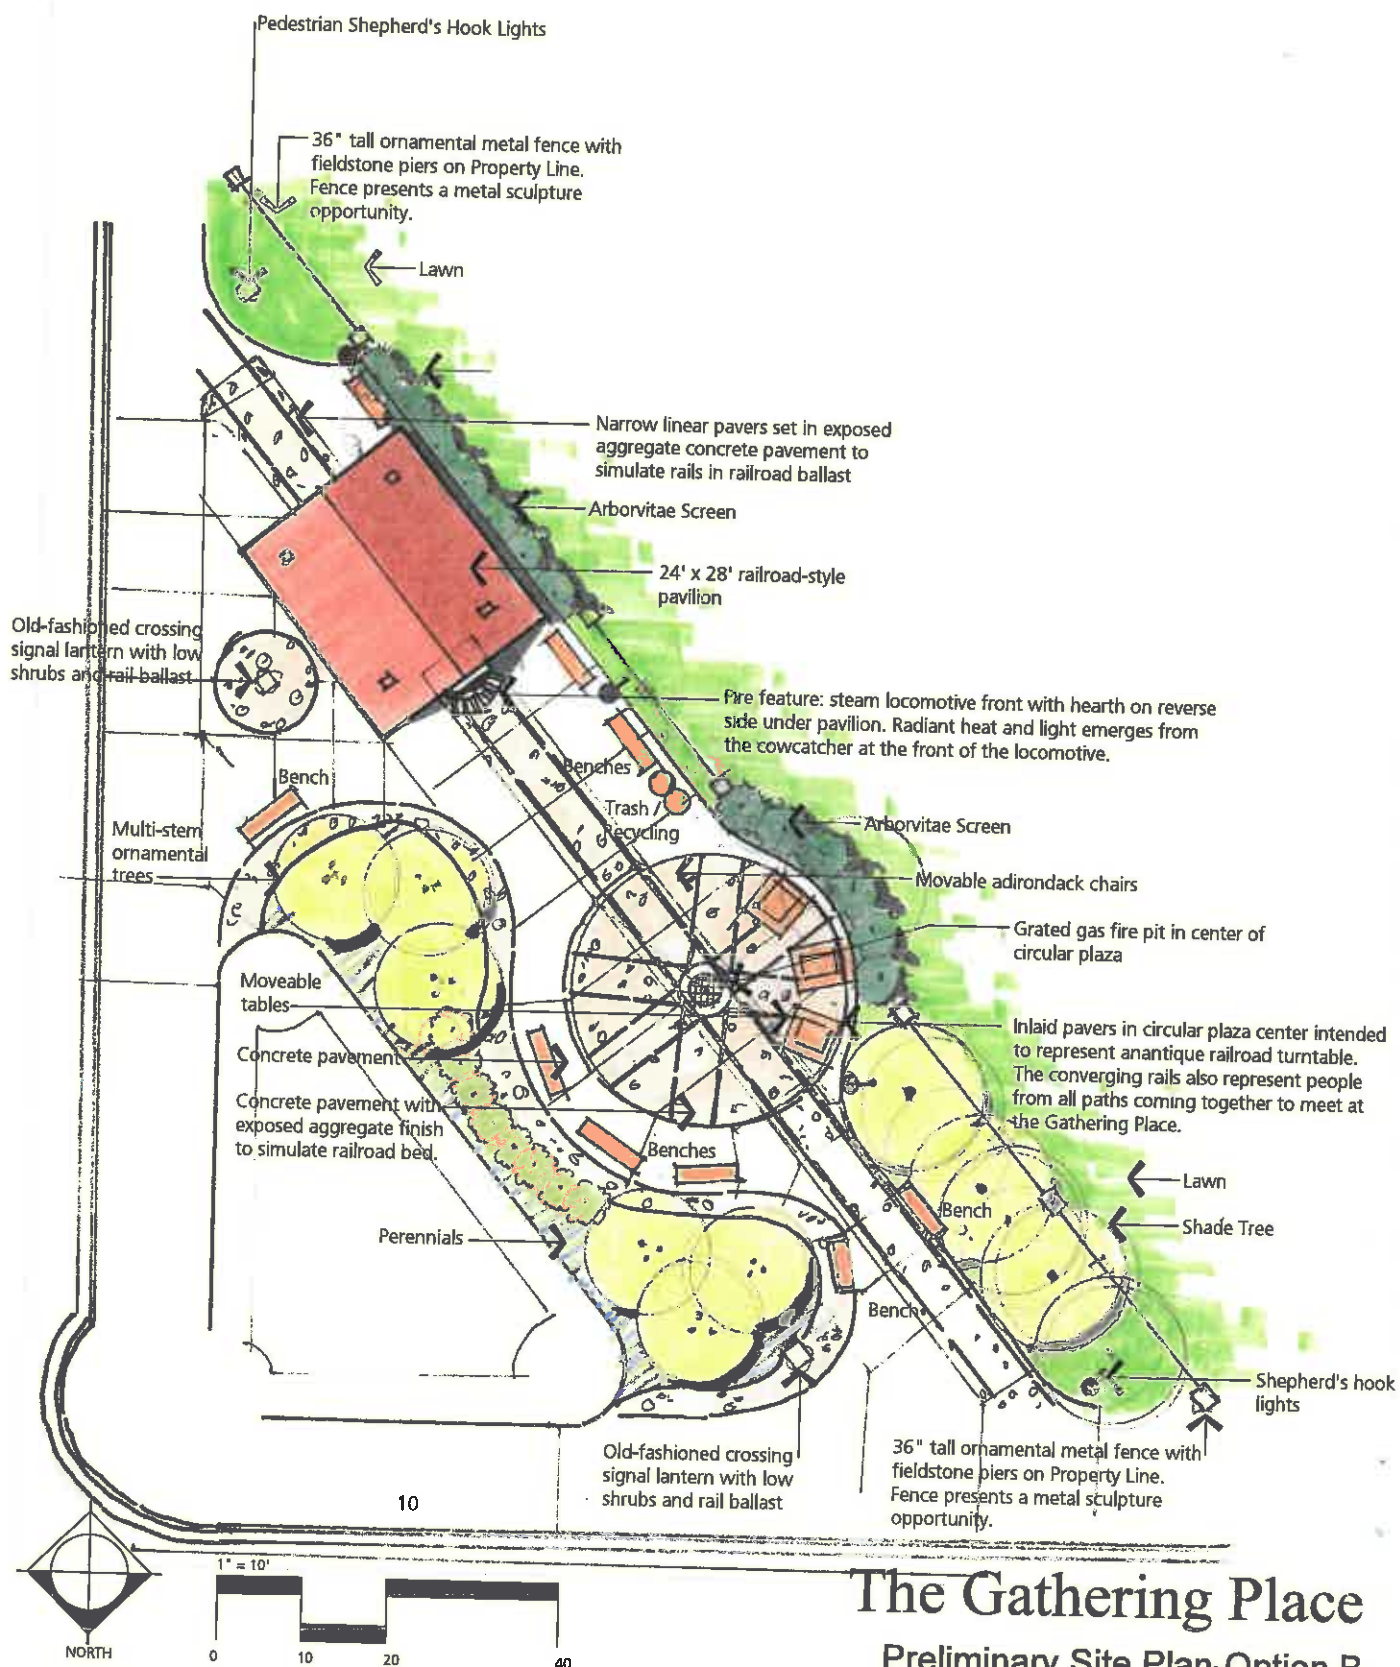 Pedestrian Shepherd's Hook Lights
36" tall ornamental metal fence with
fieldstone piers on Property Line.
Fence presents a metal sculpture
opportunity.
Lawn
Narrow linear pavers set in exposed
aggregate concrete pavement to
simulate rails in railroad ballast
Arborvitae Screen
24' x 28' railroad-style
pavilion
Old-fashioned crossing
signal lantern with low
shrubs and rail ballast
Fire feature: steam locomotive front with hearth on reverse
side under pavilion. Radiant heat and light emerges from
the cowcatcher at the front of the locomotive.
Benches
Bench
Trash /
Recycling
Multi-stem
ornamental
trees
Arborvitae Screen
Movable adirondack chairs
Grated gas fire pit in center of
circular plaza
Moveable
tables
Inlaid pavers in circular plaza center intended
to represent anantique railroad turntable.
The converging rails also represent people
from all paths coming together to meet at
the Gathering Place.
Concrete pavement
Concrete pavement with
exposed aggregate finish
to simulate railroad bed.
Benches
Lawn
Bench
Shade Tree
Perennials
Bench
Shepherd's hook
lights
Old-fashioned crossing
signal lantern with low
shrubs and rail ballast
36" tall ornamental metal fence with
fieldstone piers on Property Line.
Fence presents a metal sculpture
opportunity.
10
1" = 10'
NORTH
0 10 20 40
The Gathering Place
Preliminary Site Plan-Option B